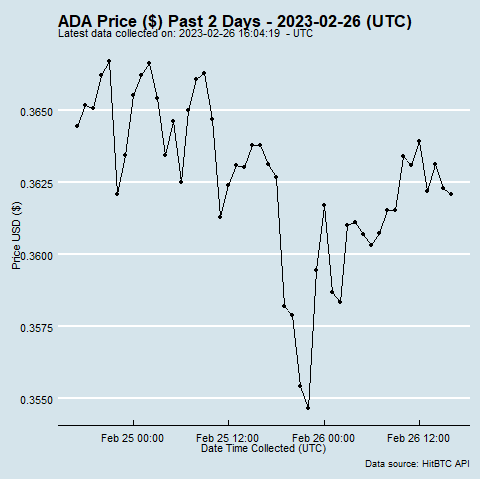 ADA Price ($) Past 2 Days - 2023-02-26 (UTC)
Latest data collected on: 2023-02-26 16:04:19  - UTC
0.3650
0.3625
0.3600
0.3575
0.3550
Price USD ($)
Feb 25 00:00
Feb 25 12:00
Feb 26 00:00
Feb 26 12:00
Date Time Collected (UTC)
Data source: HitBTC API